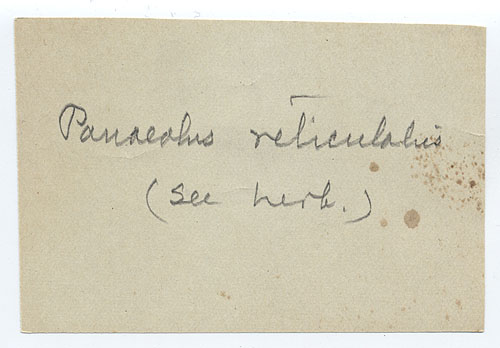 Panaeolus reticulatus
(See herb.)